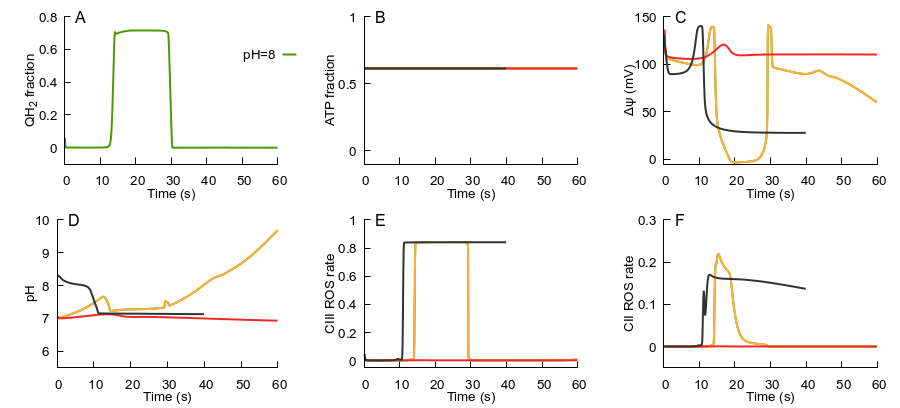 A
0.8
0.6
0.4
0.2
0
QH2 fraction
pH=8
0 10 20 30 40 50 60
Time (s)
B
1
0.5
0
ATP fraction
0 10 20 30 40 50 60
Time (s)
C
150
100
50
0
Δψ (mV)
0 10 20 30 40 50 60
Time (s)
D
10
9
8
7
6
pH
0 10 20 30 40 50 60
Time (s)
E
1
0.8
0.6
0.4
0.2
0
CIII ROS rate
0 10 20 30 40 50 60
Time (s)
F
0.3
0.2
0.1
0
CII ROS rate
0 10 20 30 40 50 60
Time (s)